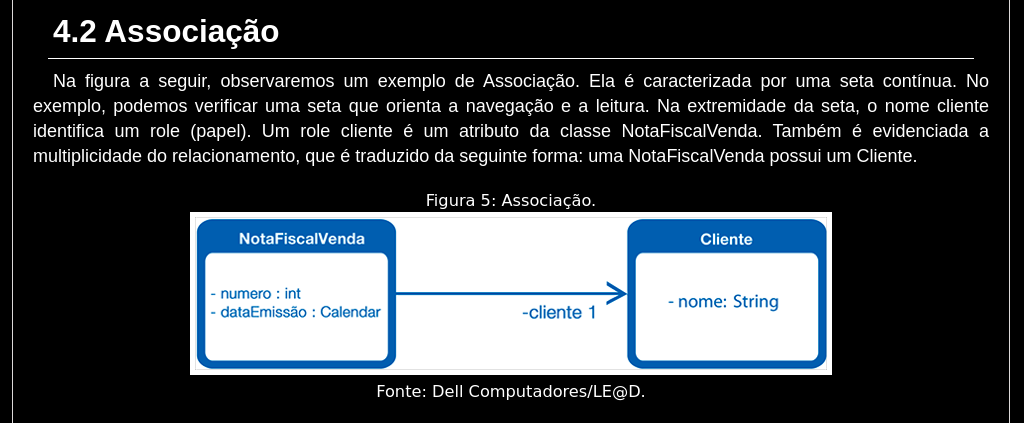 4.2 Associação
Na figura a seguir, observaremos um exemplo de Associação. Ela é caracterizada por uma seta contínua. No
exemplo, podemos verificar uma seta que orienta a navegação e a leitura. Na extremidade da seta, o nome cliente
identifica um role (papel). Um role cliente é um atributo da classe NotaFiscalVenda. Também é evidenciada a
multiplicidade do relacionamento, que é traduzido da seguinte forma: uma NotaFiscalVenda possui um Cliente.
Figura 5: Associação.
NotaFiscalVenda
- numero : int
- dataEmissão : Calendar
-cliente 1
Cliente
- nome: String
Fonte: Dell Computadores/LE@D.